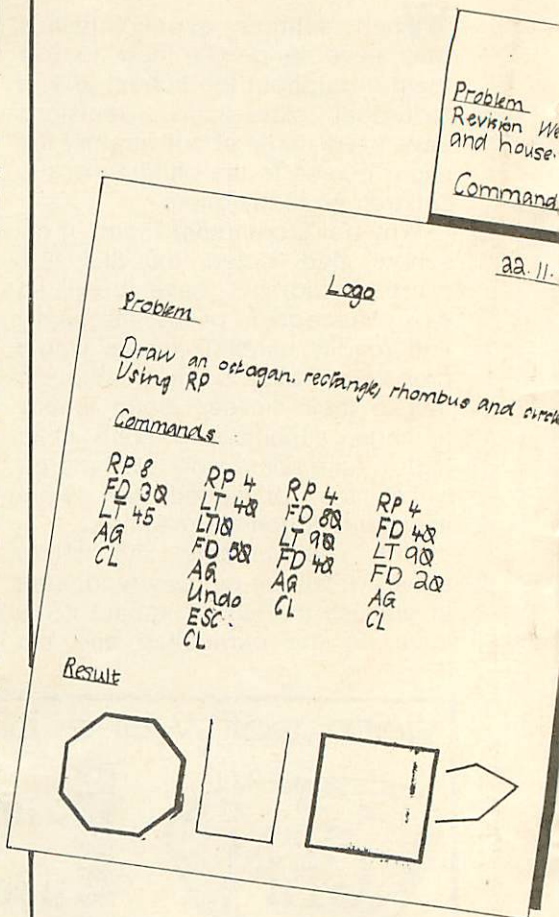 Problem
Revision We
and house.
Command
22.11.
Logo
Problem
Draw an octagan, rectangle, rhombus and circle
Using RP
Commands
RP 8
FD 30
LT 45
AG
CL
RP 4
LT 40
LT10
FD 50
AG
Undo
ESC.
CL
RP 4
FD 80
LT 90
FD 40
AG
CL
RP 4
FD 40
LT 90
FD 20
AG
CL
Result